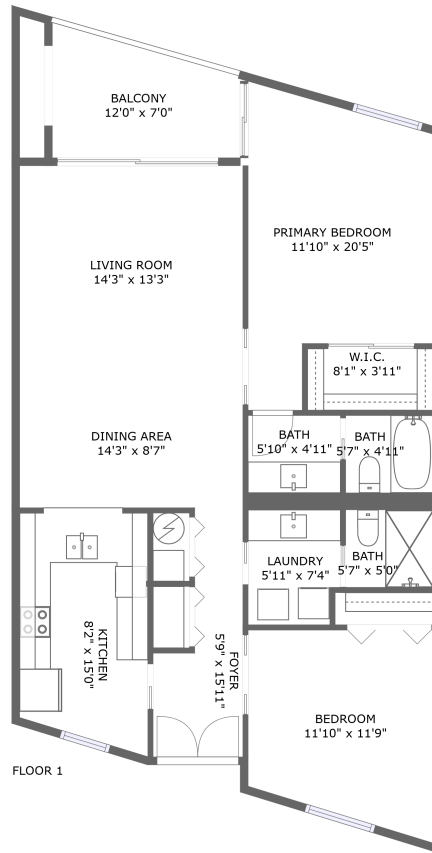 BALCONY
12'0" x 7'0"
PRIMARY BEDROOM
11'10" x 20'5"
LIVING ROOM
14'3" x 13'3"
W.I.C.
8'1" x 3'11"
DINING AREA
14'3" x 8'7"
BATH
5'10" x 4'11"
BATH
5'7" x 4'11"
LAUNDRY
5'11" x 7'4"
BATH
5'7" x 5'0"
KITCHEN
8'2" x 15'0"
FOYER
5'9" x 15'11"
BEDROOM
11'10" x 11'9"
FLOOR 1